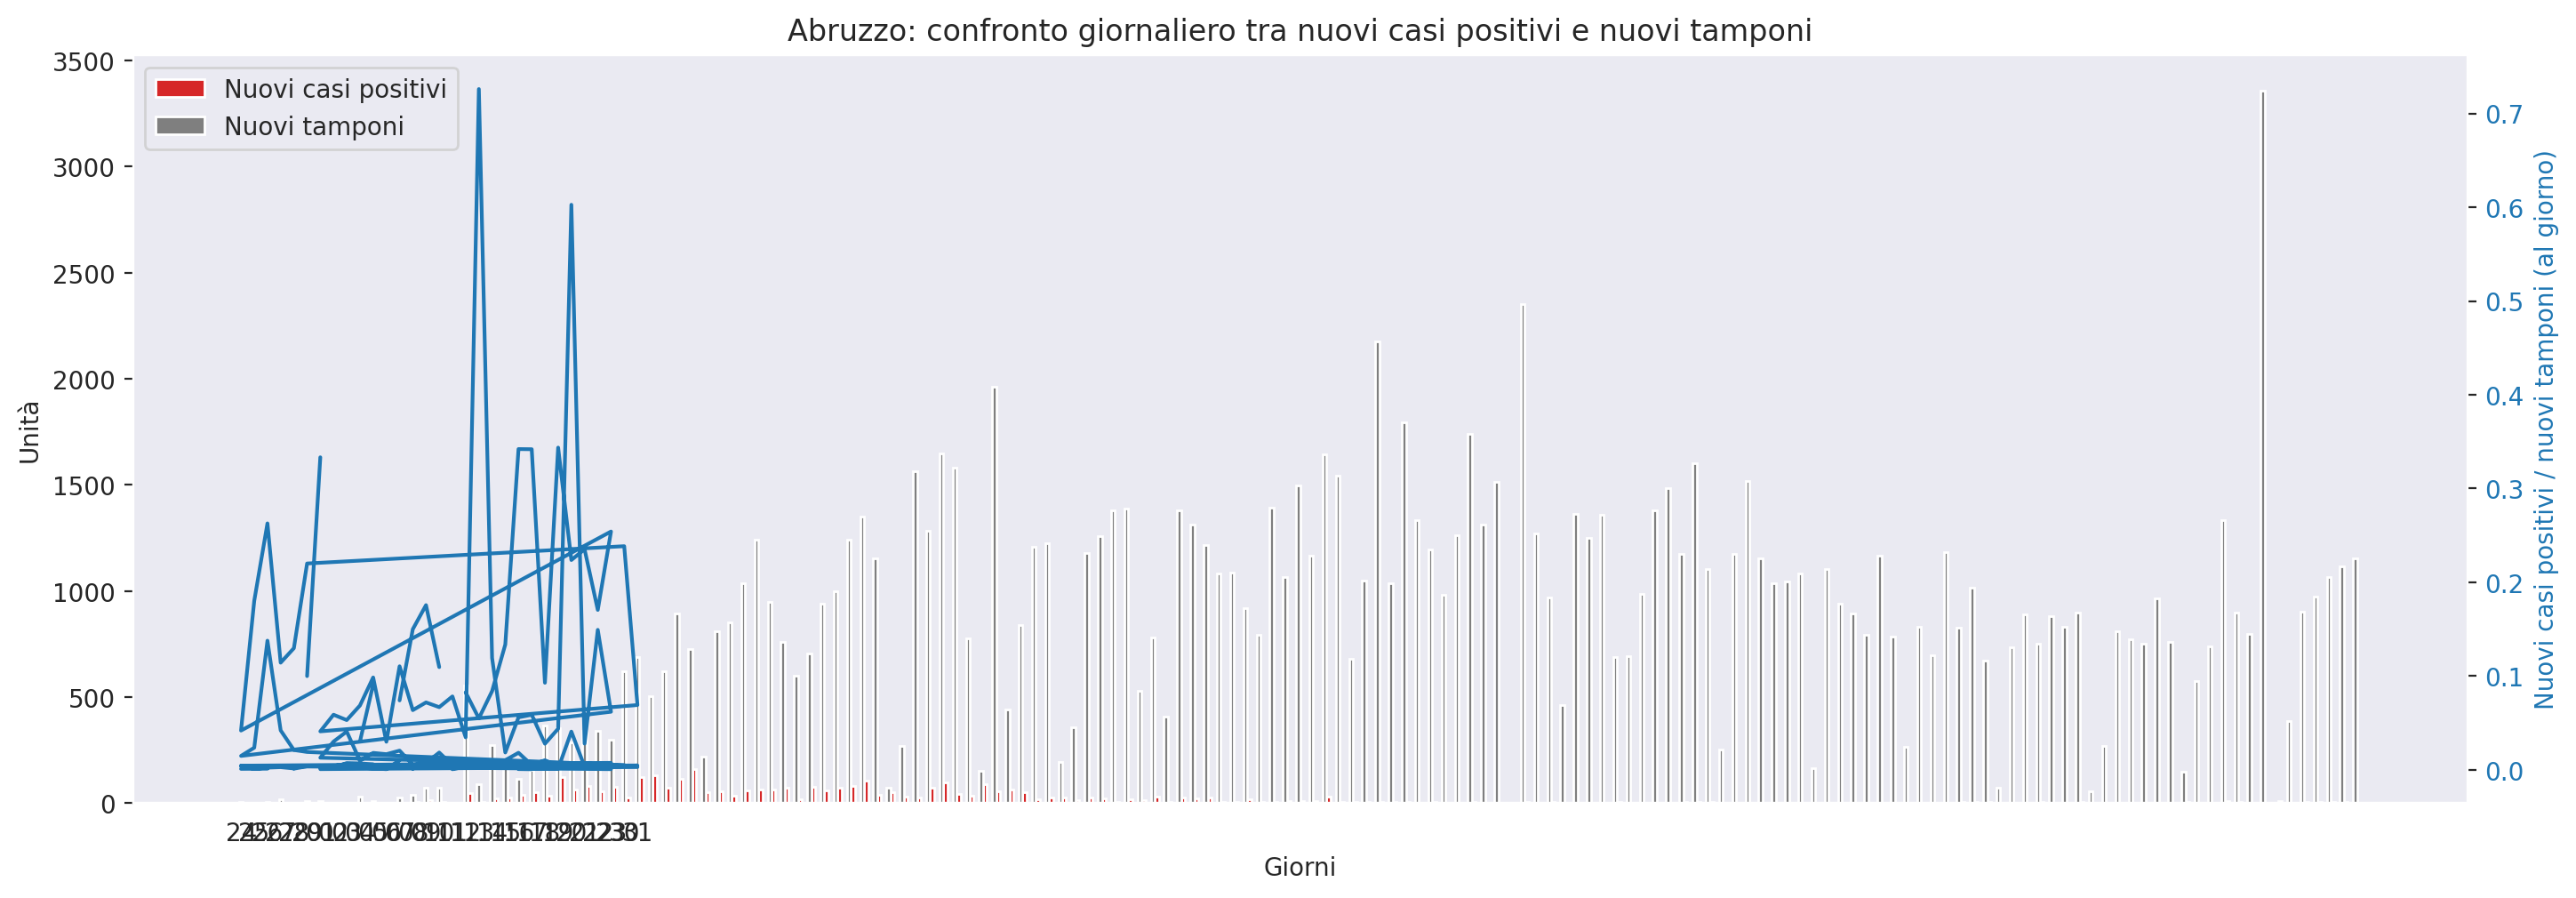 Abruzzo: confronto giornaliero tra nuovi casi positivi e nuovi tamponi
Nuovi casi positivi
Nuovi tamponi
3500
3000
2500
2000
1500
1000
500
0
Unità
0.7
0.6
0.5
0.4
0.3
0.2
0.1
0.0
Nuovi casi positivi / nuovi tamponi (al giorno)
Giorni